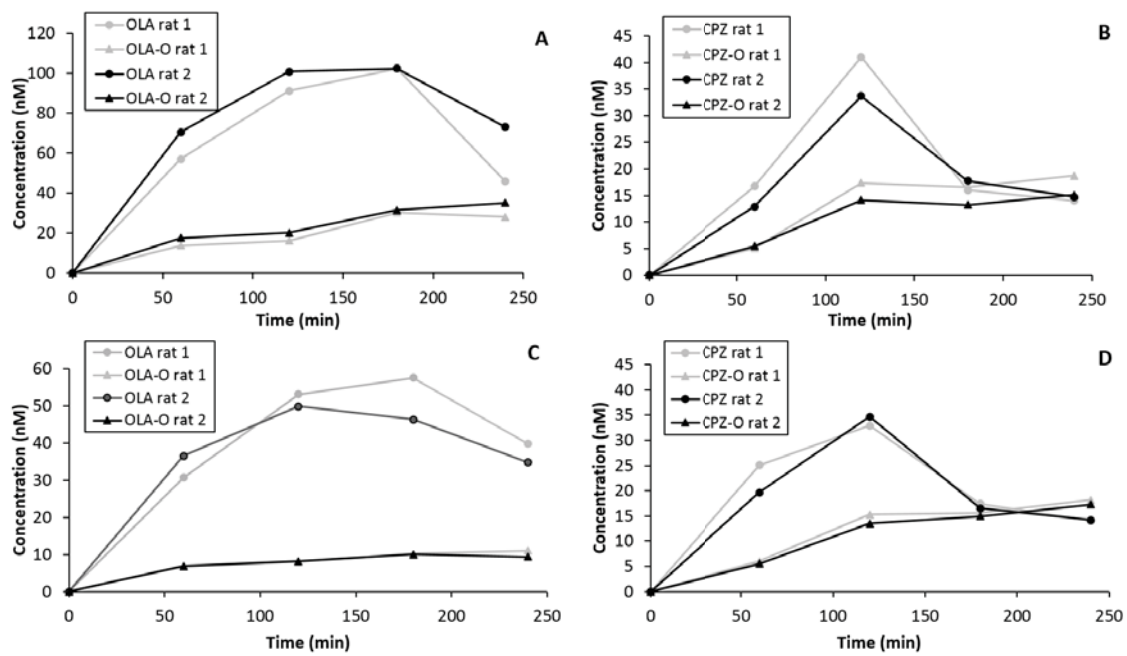 A
OLA rat 1
OLA-O rat 1
OLA rat 2
OLA-O rat 2
Concentration (nM)
120
100
80
60
40
20
0
0 50 100 150 200 250
Time (min)
B
CPZ rat 1
CPZ-O rat 1
CPZ rat 2
CPZ-O rat 2
Concentration (nM)
45
40
35
30
25
20
15
10
5
0
0 50 100 150 200 250
Time (min)
C
OLA rat 1
OLA-O rat 1
OLA rat 2
OLA-O rat 2
Concentration (nM)
60
50
40
30
20
10
0
0 50 100 150 200 250
Time (min)
D
CPZ rat 1
CPZ-O rat 1
CPZ rat 2
CPZ-O rat 2
Concentration (nM)
45
40
35
30
25
20
15
10
5
0
0 50 100 150 200 250
Time (min)